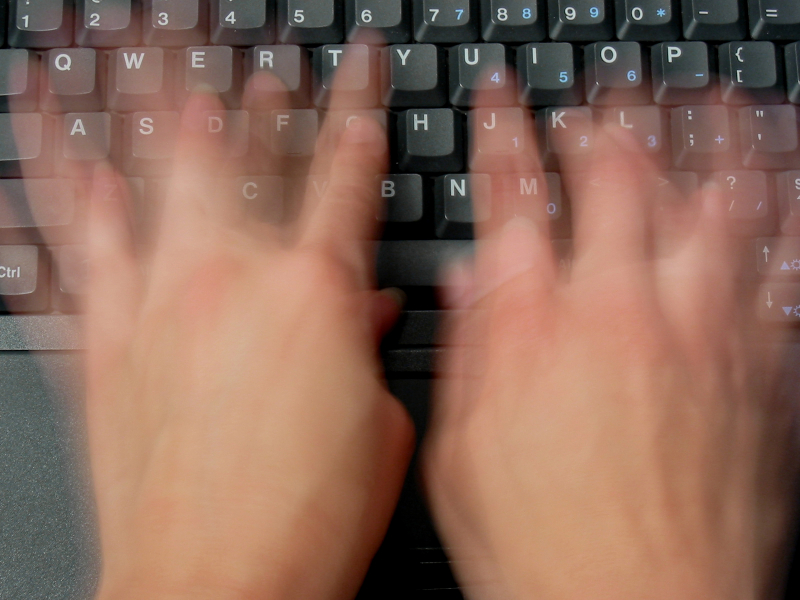 ! 1 2 3 4 5 6 7 7 8 8 9 9 0 * - =
Q W E R T Y U 4 I 5 O 6 P - { [
A S D F G H J 1 K 2 L 3 : ; + " '
Z C V B N M 0 < > ? / / S
Ctrl ↑
↓